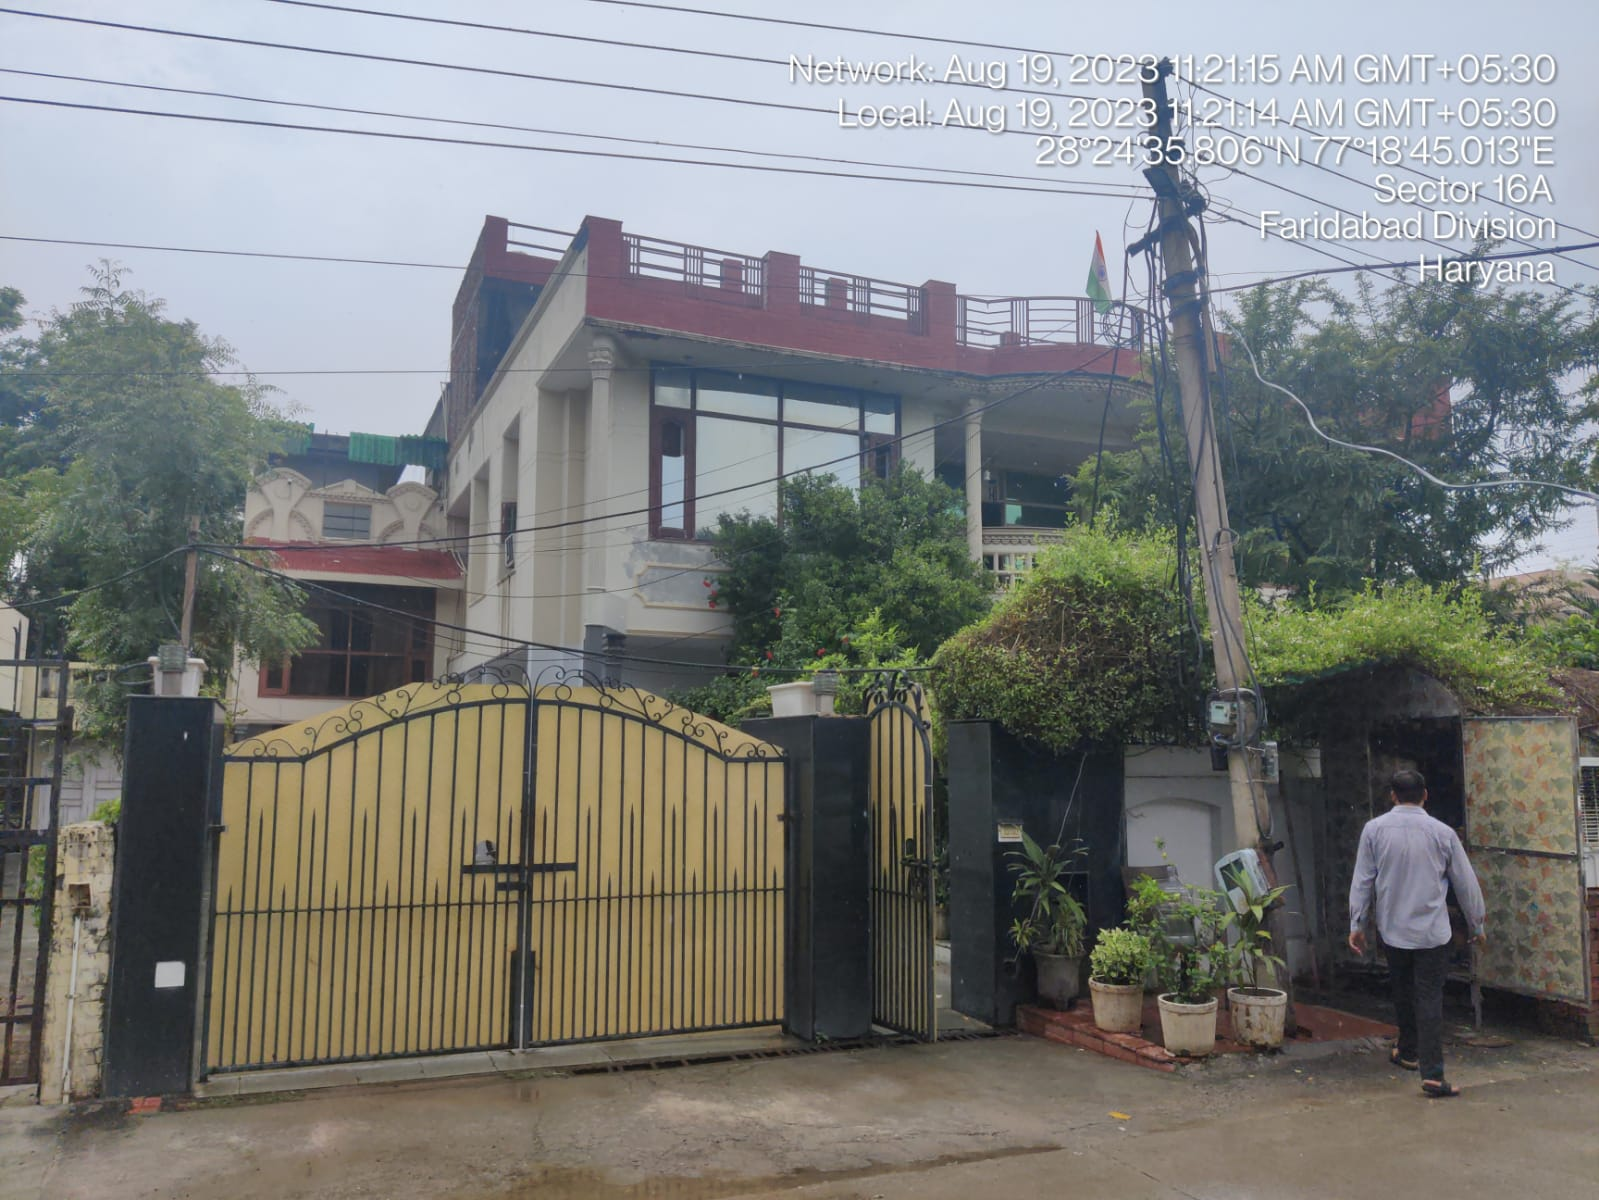 Network: Aug 19, 2023 11:21:15 AM GMT+05:30
Local: Aug 19, 2023 11:21:14 AM GMT+05:30
28°24'35.806"N 77°18'45.013"E
Sector 16A
Faridabad Division
Haryana